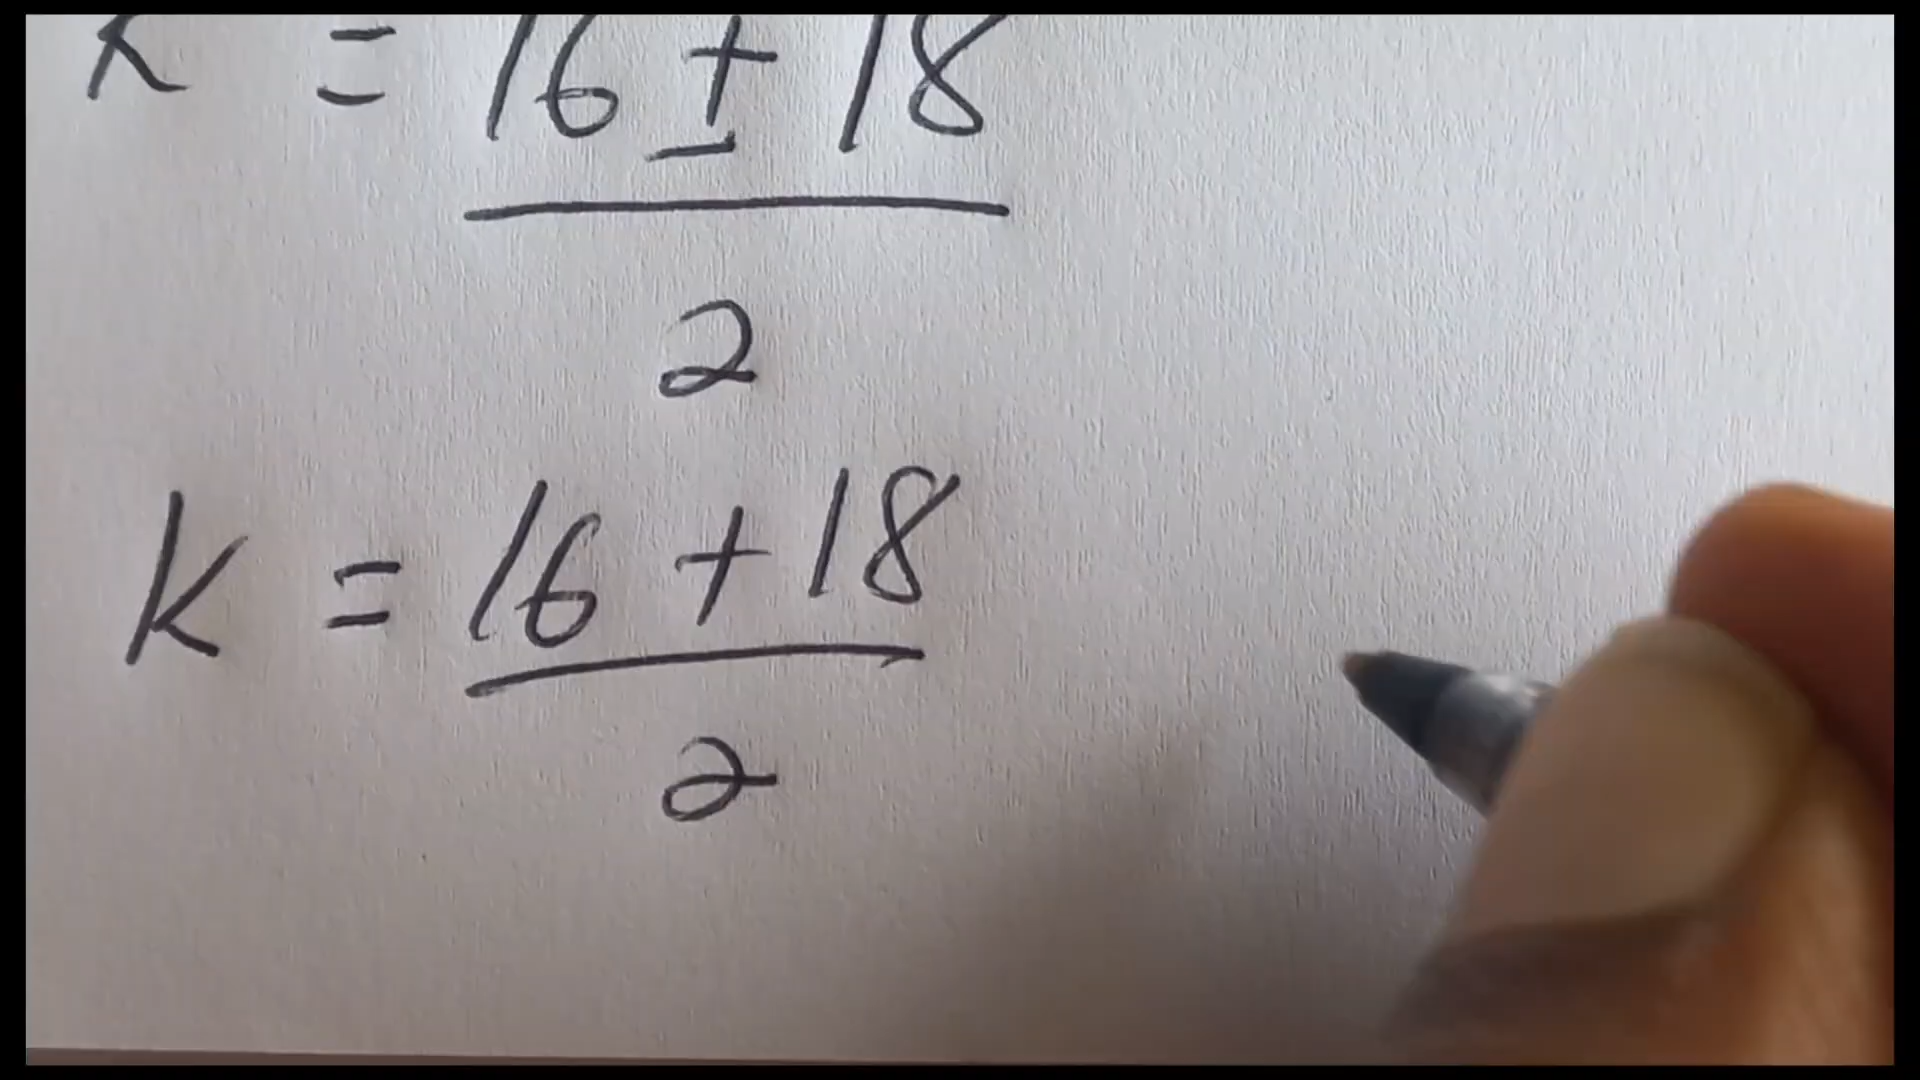 K = 16 ± 18
2
K = 16 + 18
2